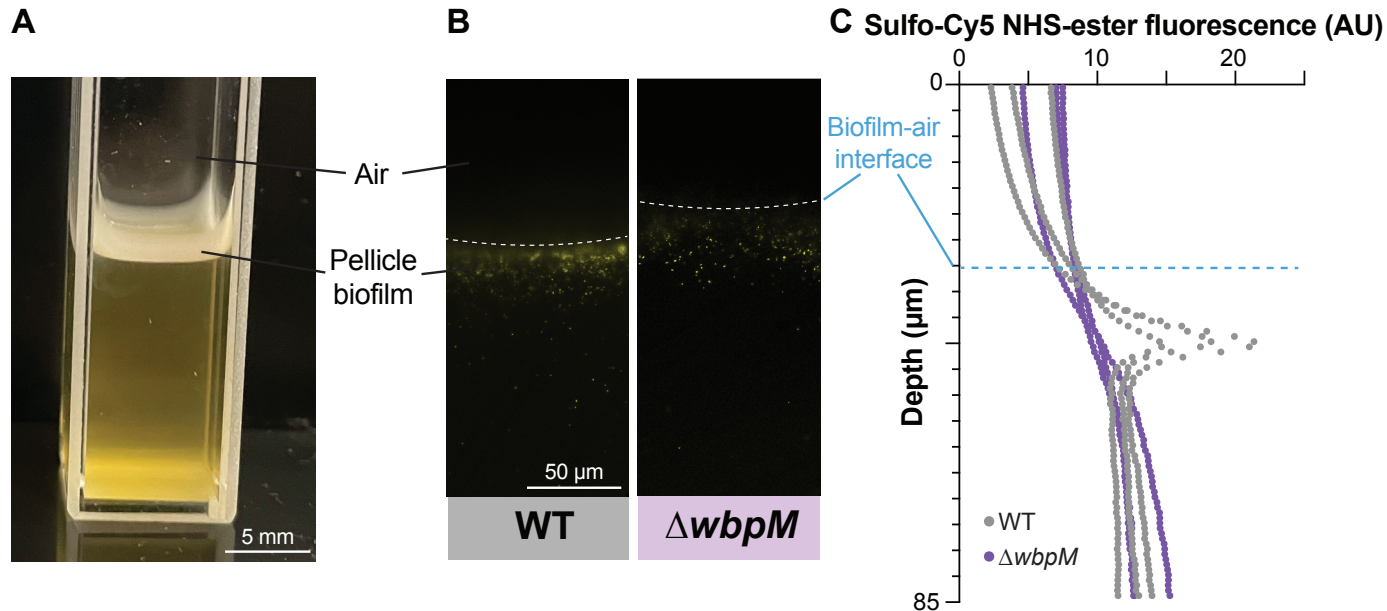 A
B
C Sulfo-Cy5 NHS-ester fluorescence (AU)
0 10 20
0
Biofilm-air
interface
Air
Pellicle
biofilm
Depth (µm)
50 µm
5 mm
WT
ΔwbpM
WT
ΔwbpM
85